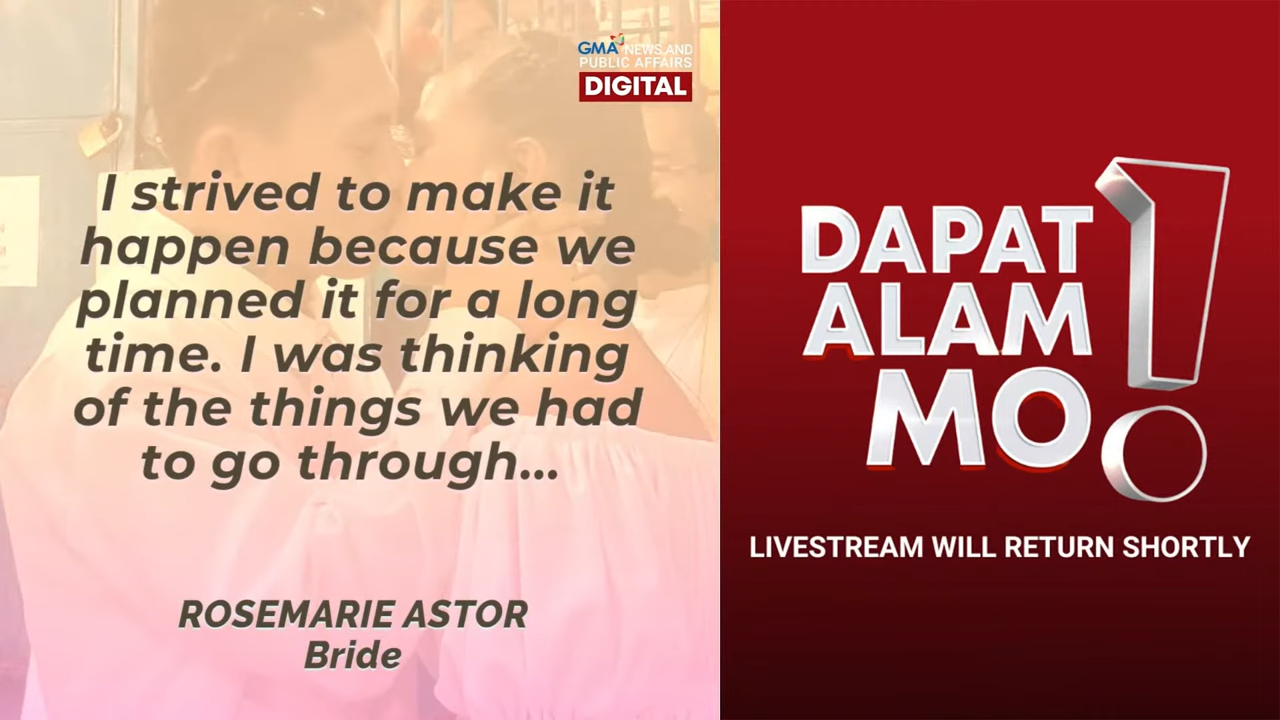 GMA NEWS AND
PUBLIC AFFAIRS
DIGITAL
I strived to make it
happen because we
planned it for a long
time. I was thinking
of the things we had
to go through...
ROSEMARIE ASTOR
Bride
DAPAT
ALAM
MO!
LIVESTREAM WILL RETURN SHORTLY